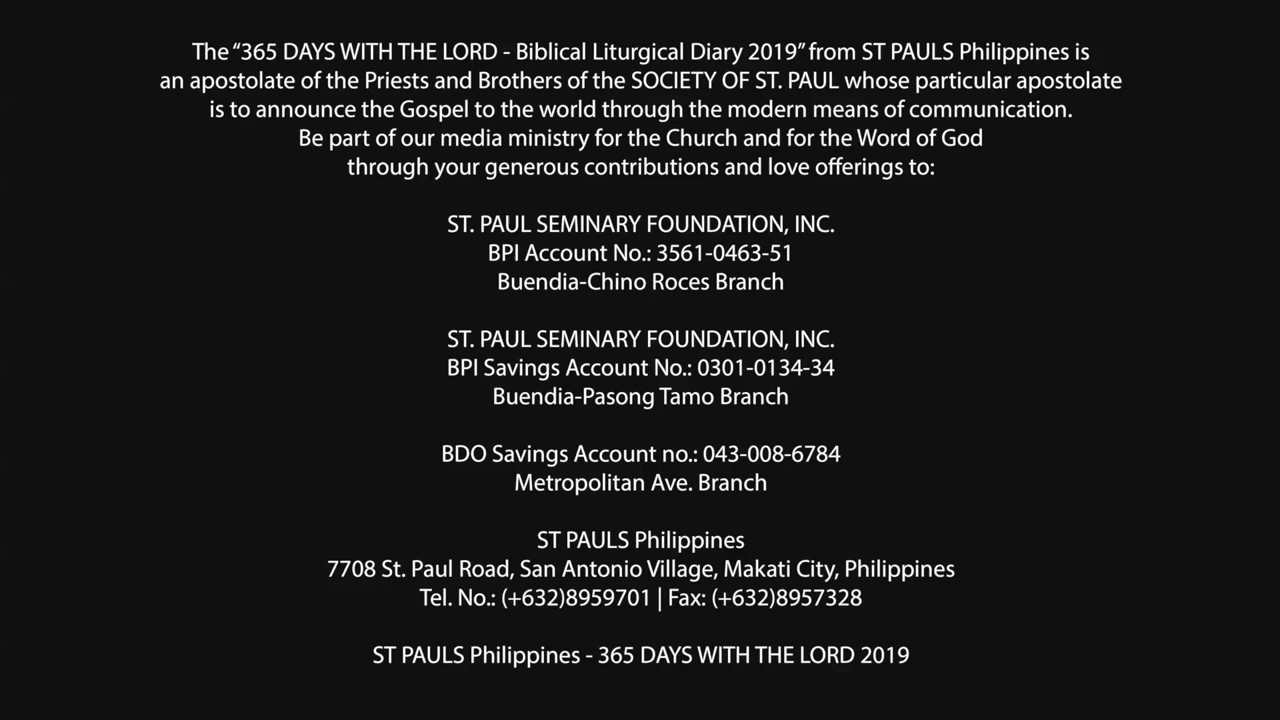 The “365 DAYS WITH THE LORD - Biblical Liturgical Diary 2019” from ST PAULS Philippines is
an apostolate of the Priests and Brothers of the SOCIETY OF ST. PAUL whose particular apostolate
is to announce the Gospel to the world through the modern means of communication.
Be part of our media ministry for the Church and for the Word of God
through your generous contributions and love offerings to:
ST. PAUL SEMINARY FOUNDATION, INC.
BPI Account No.: 3561-0463-51
Buendia-Chino Roces Branch
ST. PAUL SEMINARY FOUNDATION, INC.
BPI Savings Account No.: 0301-0134-34
Buendia-Pasong Tamo Branch
BDO Savings Account no.: 043-008-6784
Metropolitan Ave. Branch
ST PAULS Philippines
7708 St. Paul Road, San Antonio Village, Makati City, Philippines
Tel. No.: (+632)8959701 | Fax: (+632)8957328
ST PAULS Philippines - 365 DAYS WITH THE LORD 2019